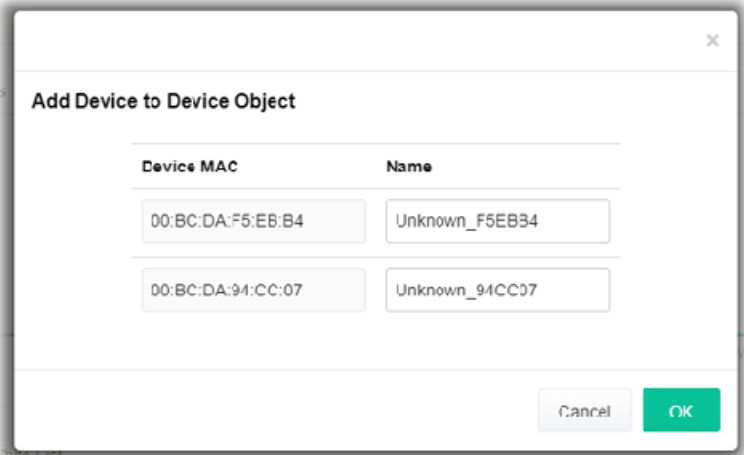 ×
Add Device to Device Object
Device MAC Name
00:BC:DA:F5:EB:B4 Unknown_F5EBB4
00:BC:DA:94:CC:07 Unknown_94CC07
Cancel OK